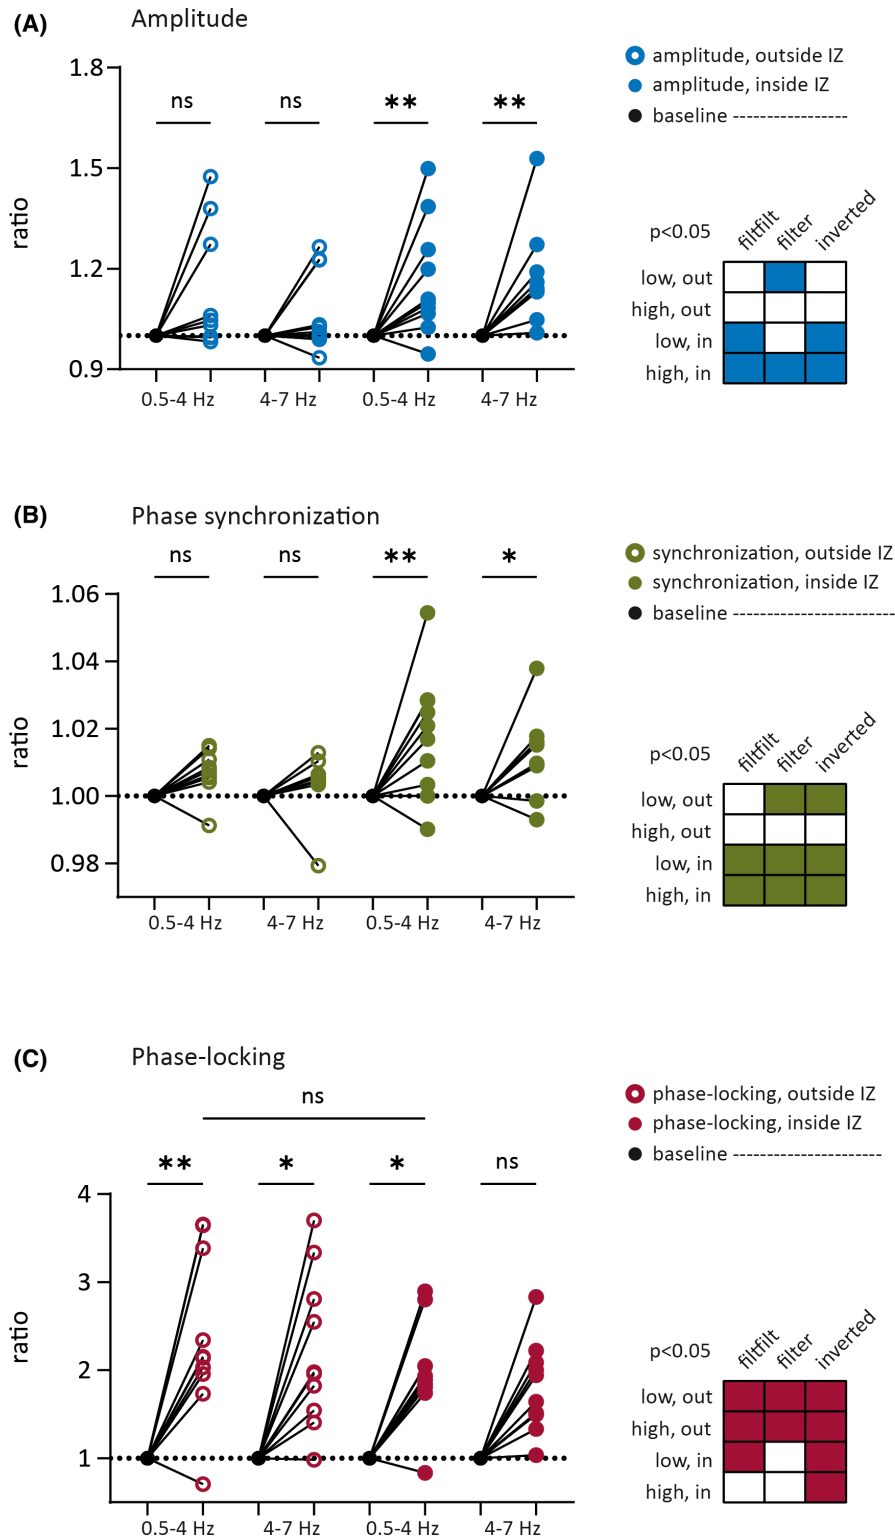 (A) Amplitude
amplitude, outside IZ
amplitude, inside IZ
baseline -----------------
ns ns ** **
1.8
1.5
1.2
0.9
ratio
0.5-4 Hz 4-7 Hz 0.5-4 Hz 4-7 Hz
p<0.05 filtfilt filter inverted
low, out
high, out
low, in
high, in
(B) Phase synchronization
synchronization, outside IZ
synchronization, inside IZ
baseline ------------------------
ns ns ** *
1.06
1.04
1.02
1.00
0.98
ratio
0.5-4 Hz 4-7 Hz 0.5-4 Hz 4-7 Hz
p<0.05 filtfilt filter inverted
low, out
high, out
low, in
high, in
(C) Phase-locking
phase-locking, outside IZ
phase-locking, inside IZ
baseline ----------------------
ns
** * * ns
4
3
2
1
ratio
0.5-4 Hz 4-7 Hz 0.5-4 Hz 4-7 Hz
p<0.05 filtfilt filter inverted
low, out
high, out
low, in
high, in